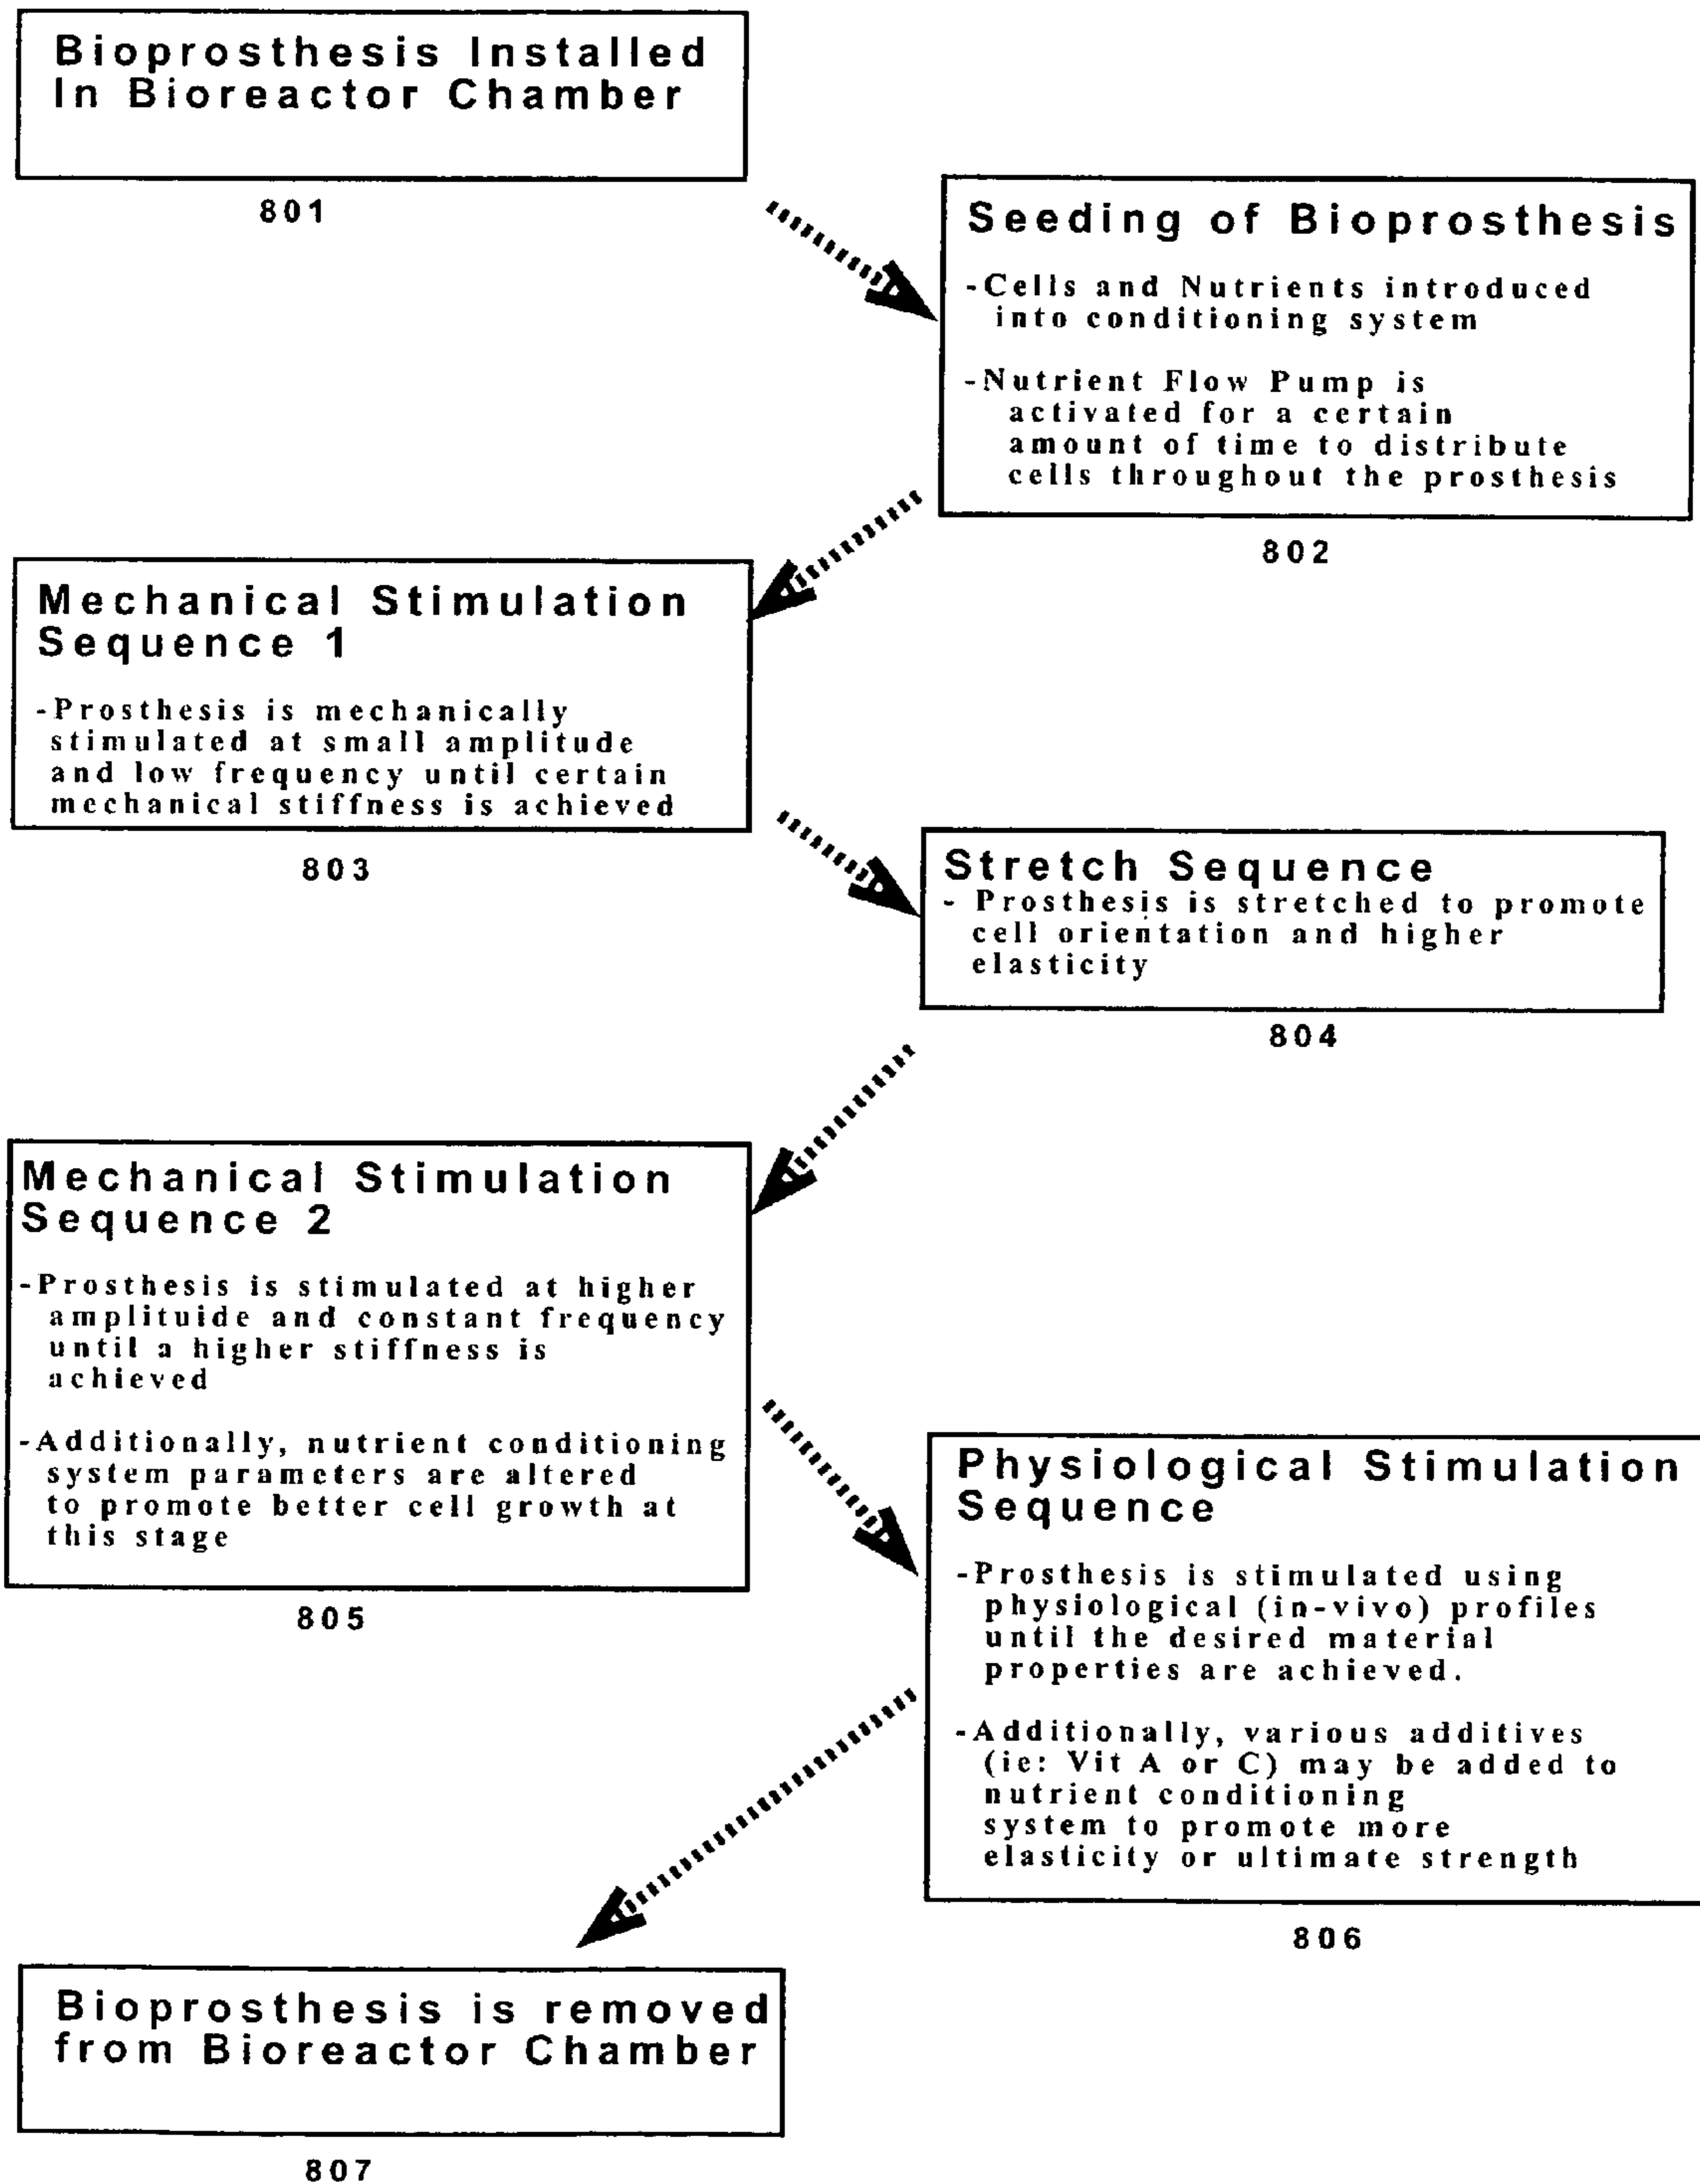 Bioprosthesis Installed
In Bioreactor Chamber
801
Seeding of Bioprosthesis
-Cells and Nutrients introduced
into conditioning system
-Nutrient Flow Pump is
activated for a certain
amount of time to distribute
cells throughout the prosthesis
802
Mechanical Stimulation
Sequence 1
-Prosthesis is mechanically
stimulated at small amplitude
and low frequency until certain
mechanical stiffness is achieved
803
Stretch Sequence
- Prosthesis is stretched to promote
cell orientation and higher
elasticity
804
Mechanical Stimulation
Sequence 2
-Prosthesis is stimulated at higher
amplituide and constant frequency
until a higher stiffness is
achieved
-Additionally, nutrient conditioning
system parameters are altered
to promote better cell growth at
this stage
805
Physiological Stimulation
Sequence
-Prosthesis is stimulated using
physiological (in-vivo) profiles
until the desired material
properties are achieved.
-Additionally, various additives
(ie: Vit A or C) may be added to
nutrient conditioning
system to promote more
elasticity or ultimate strength
806
Bioprosthesis is removed
from Bioreactor Chamber
807